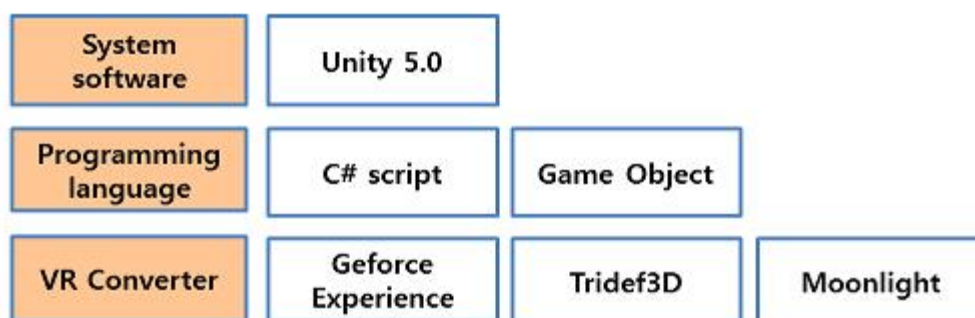 System
software
Unity 5.0
Programming
language
C# script
Game Object
VR Converter
Geforce
Experience
Tridef3D
Moonlight